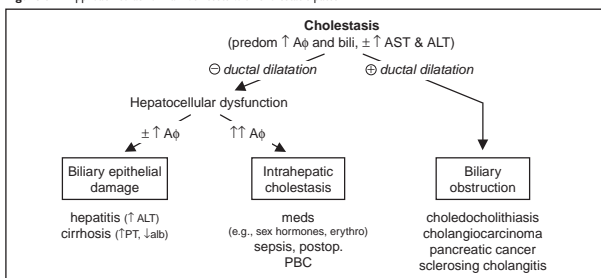 Cholestasis
(predom ↑ Aϕ and bili, ± ↑ AST & ALT)
⊖ ductal dilatation
⊕ ductal dilatation
Hepatocellular dysfunction
± ↑ Aϕ
↑↑ Aϕ
Biliary epithelial
damage
Intrahepatic
cholestasis
Biliary
obstruction
hepatitis (↑ ALT)
cirrhosis (↑PT, ↓alb)
meds
(e.g., sex hormones, erythro)
sepsis, postop.
PBC
choledocholithiasis
cholangiocarcinoma
pancreatic cancer
sclerosing cholangitis